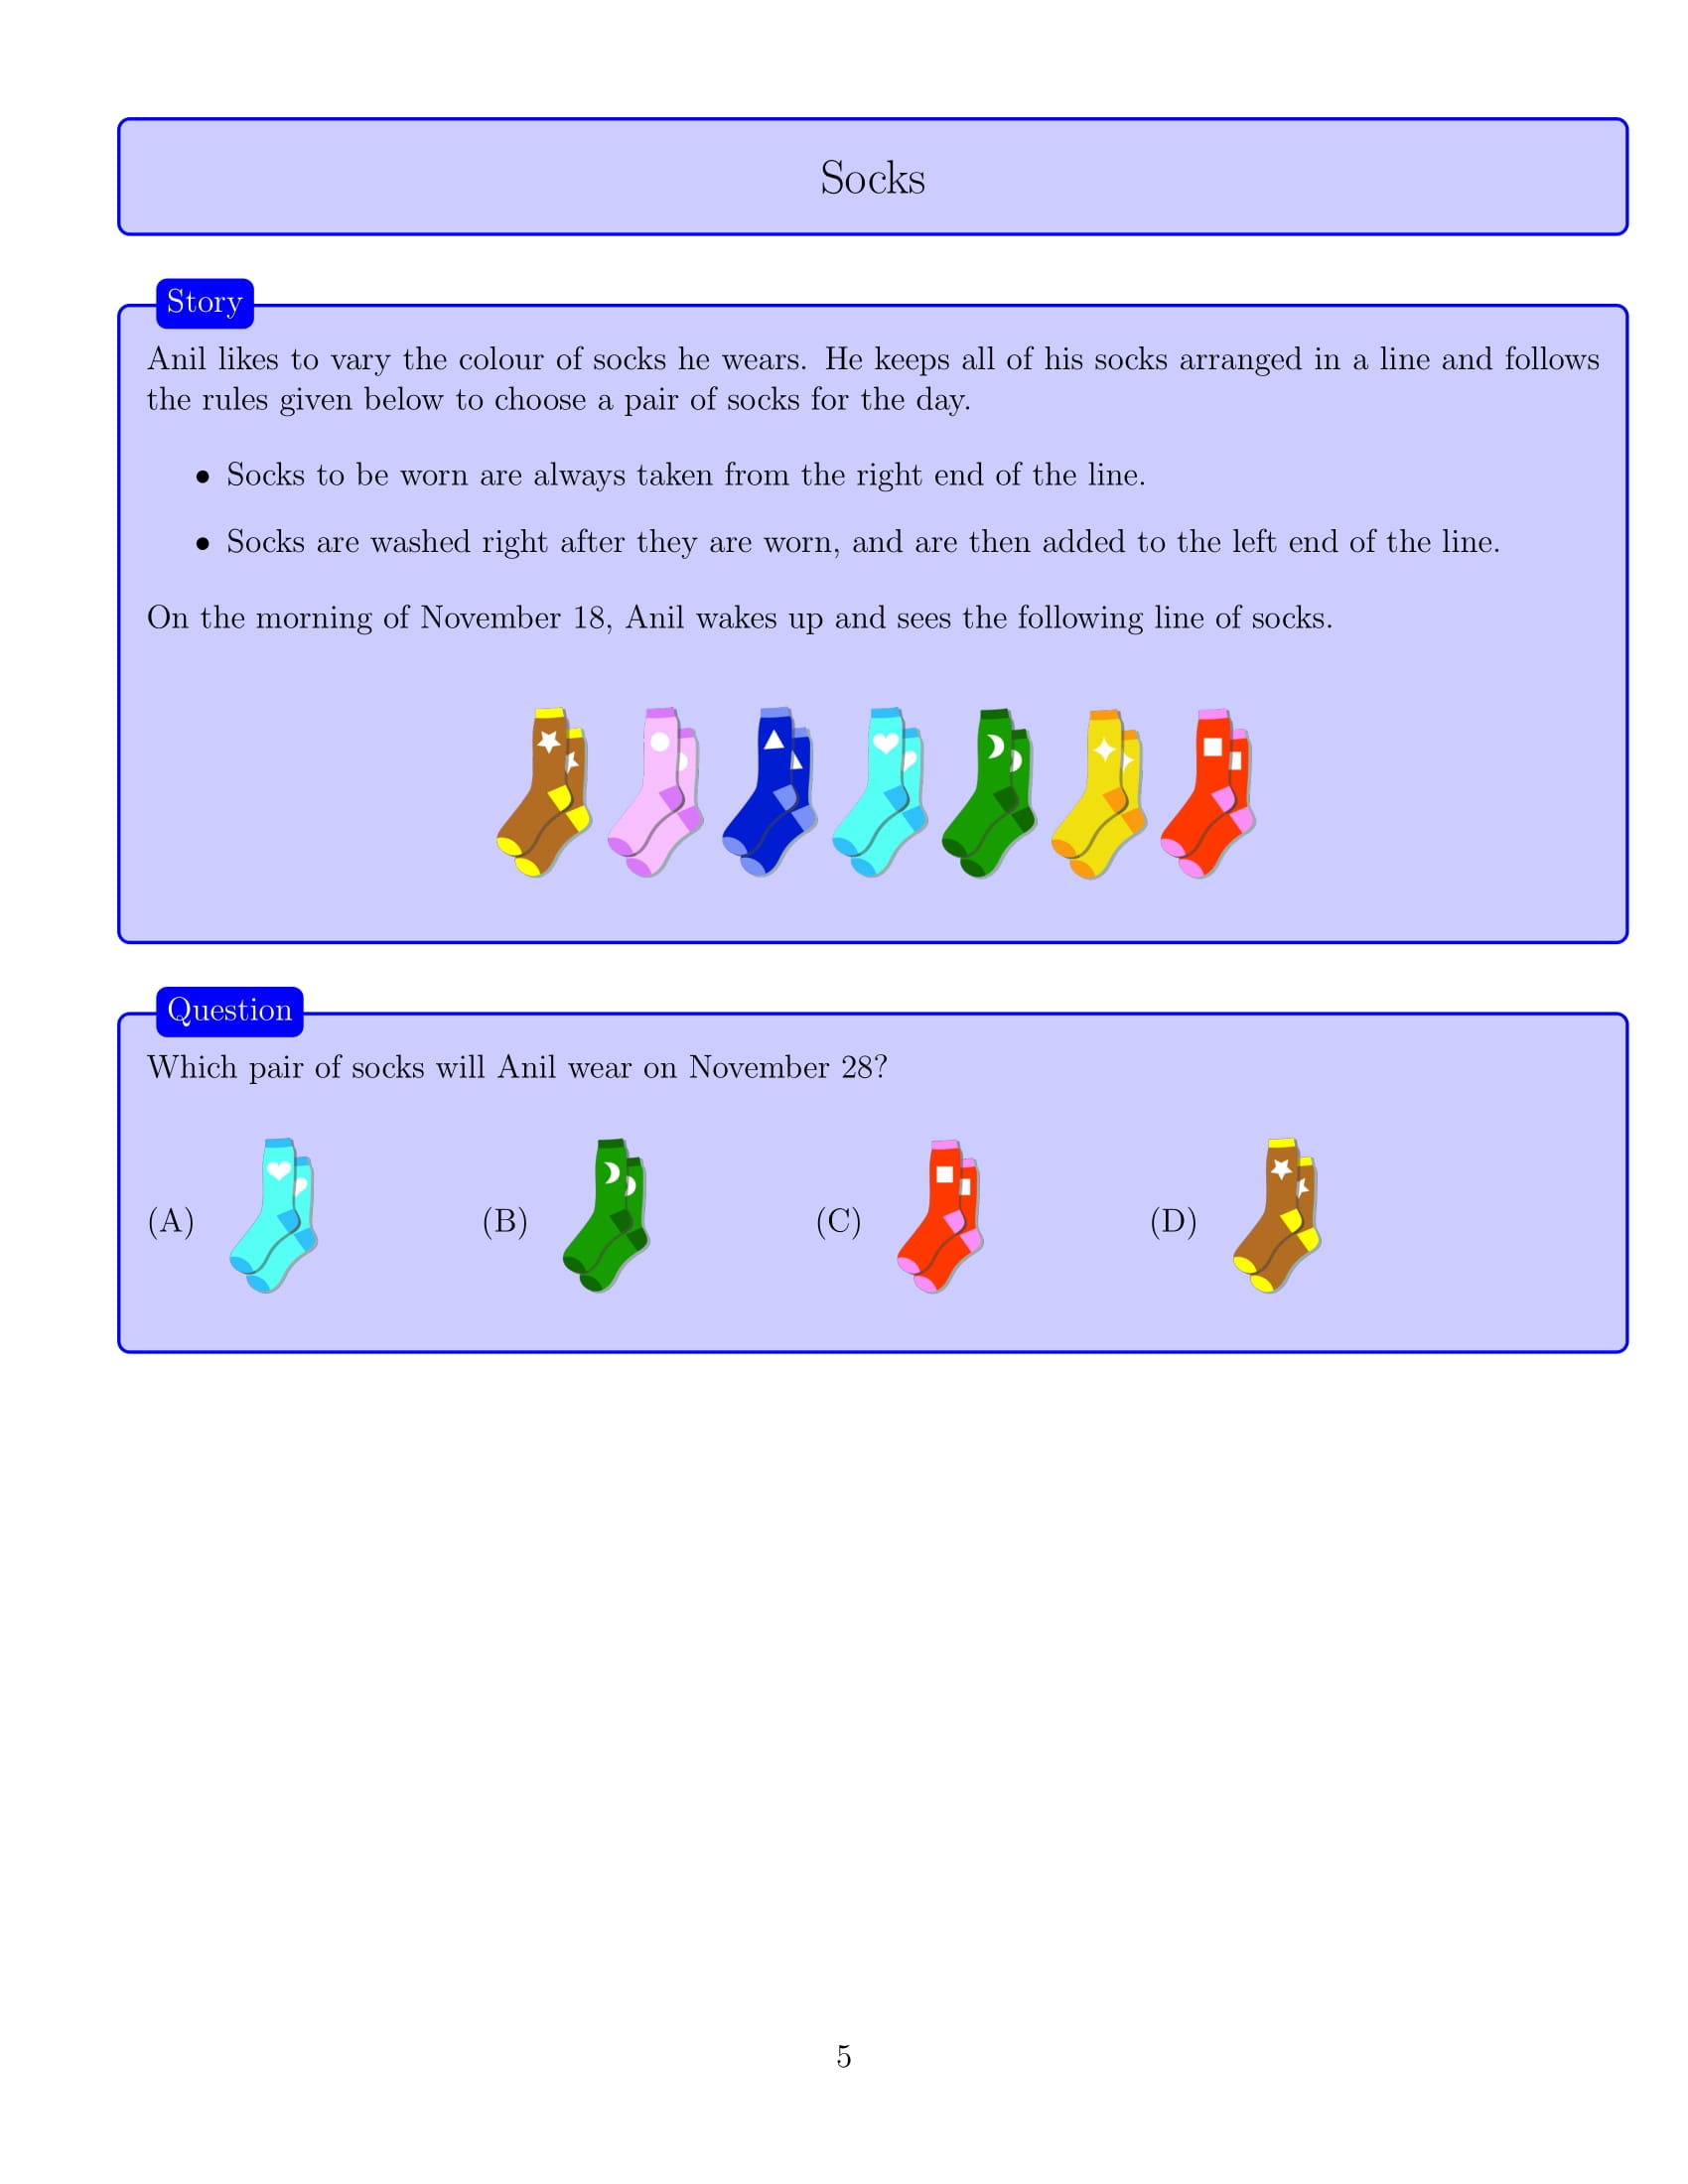 Socks
Story
Anil likes to vary the colour of socks he wears. He keeps all of his socks arranged in a line and follows
the rules given below to choose a pair of socks for the day.
• Socks to be worn are always taken from the right end of the line.
• Socks are washed right after they are worn, and are then added to the left end of the line.
On the morning of November 18, Anil wakes up and sees the following line of socks.
Question
Which pair of socks will Anil wear on November 28?
(A) (B) (C) (D)
5